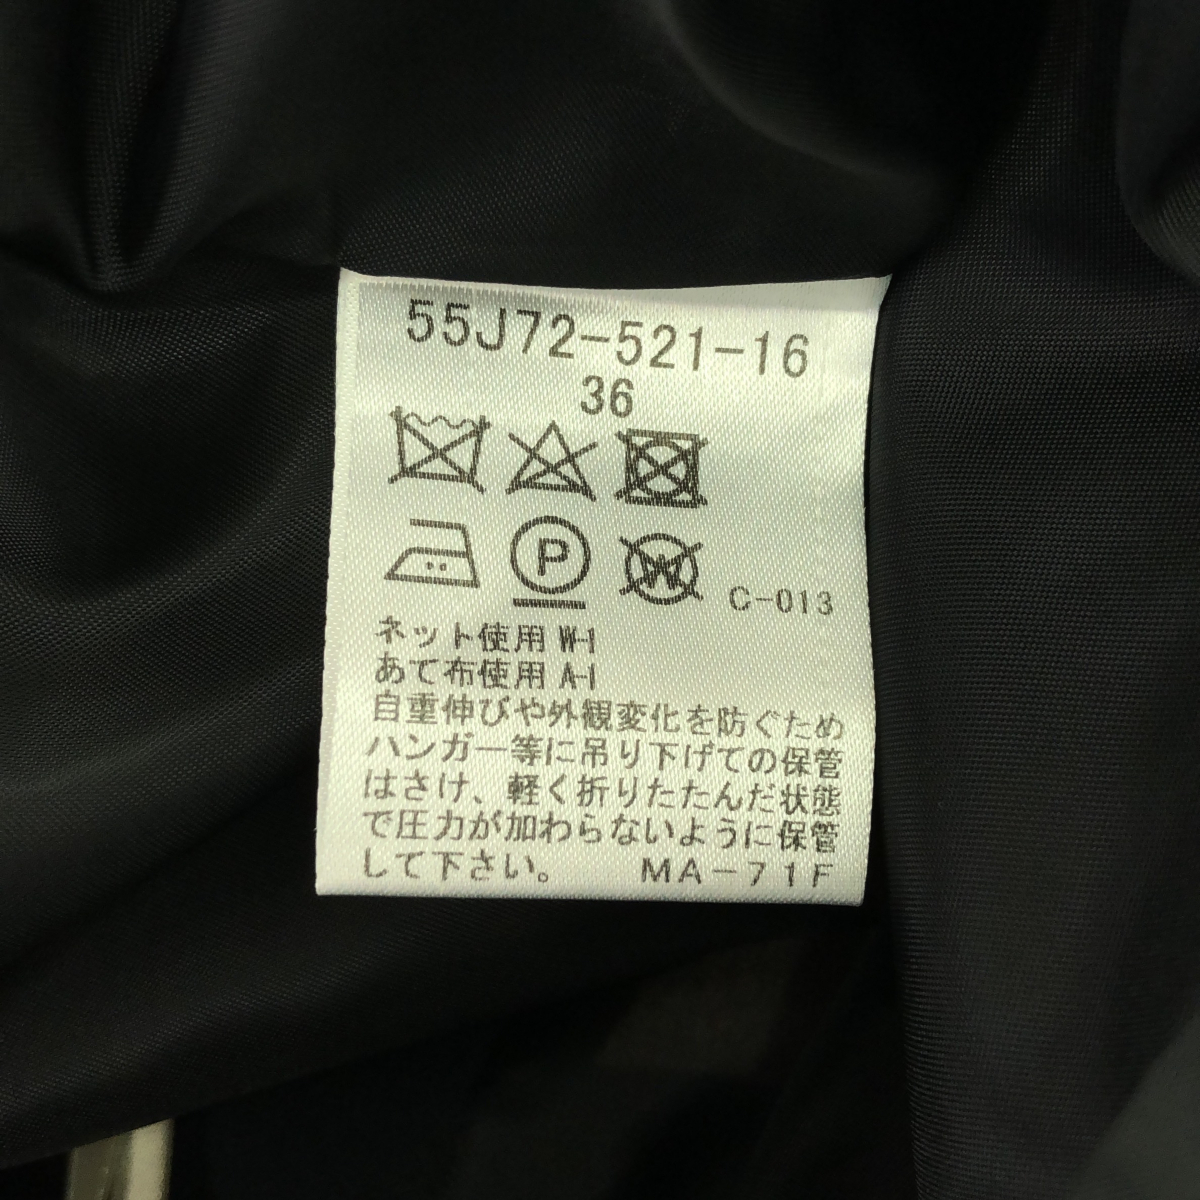 55J72-521-16
36
P
W
C-013
ネット使用 W-1
あて布使用 A-1
自重伸びや外観変化を防ぐため
ハンガー等に吊り下げての保管
はさけ、軽く折りたたんだ状態
で圧力が加わらないように保管
して下さい。 MA-71F